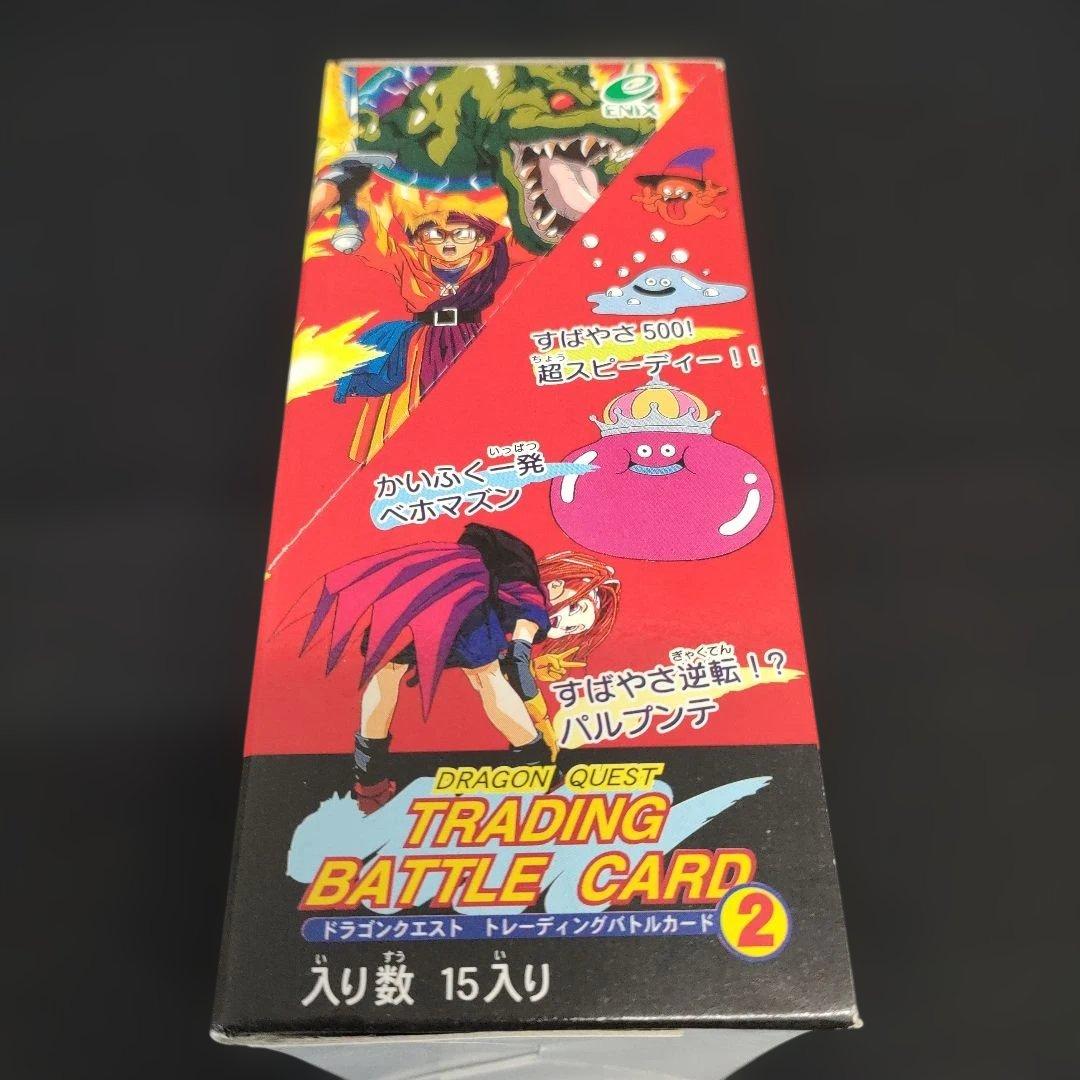 ENIX
すばやさ500!
ちょう
超スピーディー!!
いっぱつ
かいふく一発
ベホマズン
ぎゃくてん
すばやさ逆転!?
パルプンテ
DRAGON QUEST
TRADING
BATTLE CARD
ドラゴンクエスト トレーディングバトルカード
2
い すう い
入り数 15入り